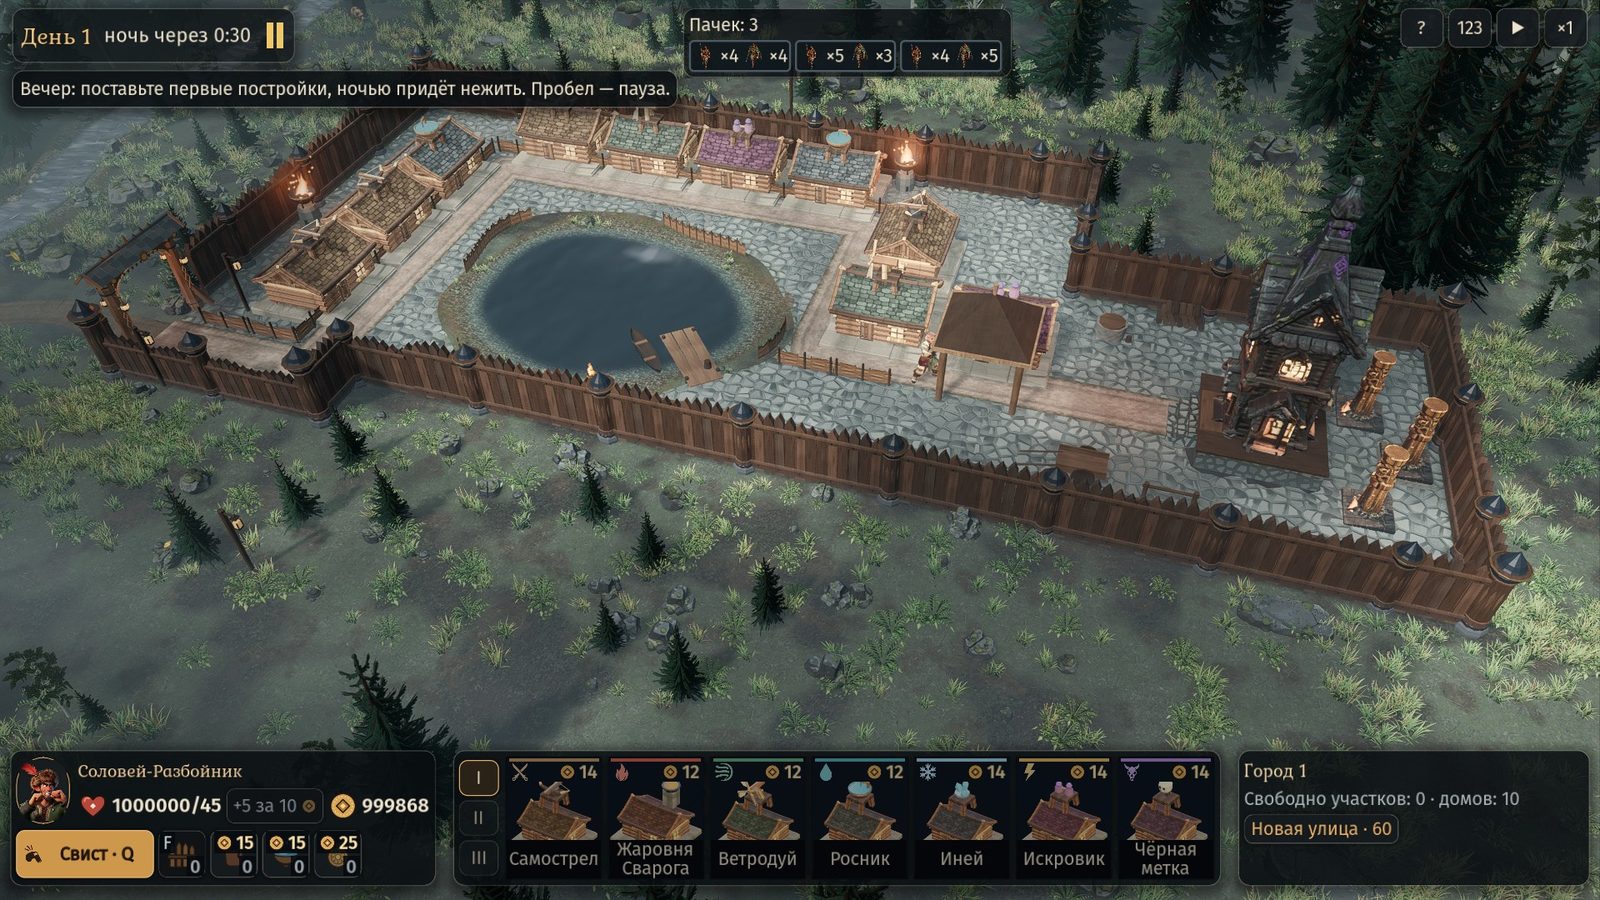 День 1 ночь через 0:30
Вечер: поставьте первые постройки, ночью придёт нежить. Пробел — пауза.
Пачек: 3
×4 ×4 ×5 ×3 ×4 ×5
? 123 ×1
Соловей-Разбойник
1000000/45 +5 за 10 999868
Свист · Q
F 0
15 0
15 0
25 0
I
II
III
14
Самострел
12
Жаровня
Сварога
12
Ветродуй
12
Росник
14
Иней
14
Искровик
14
Чёрная
метка
Город 1
Свободно участков: 0 · домов: 10
Новая улица · 60